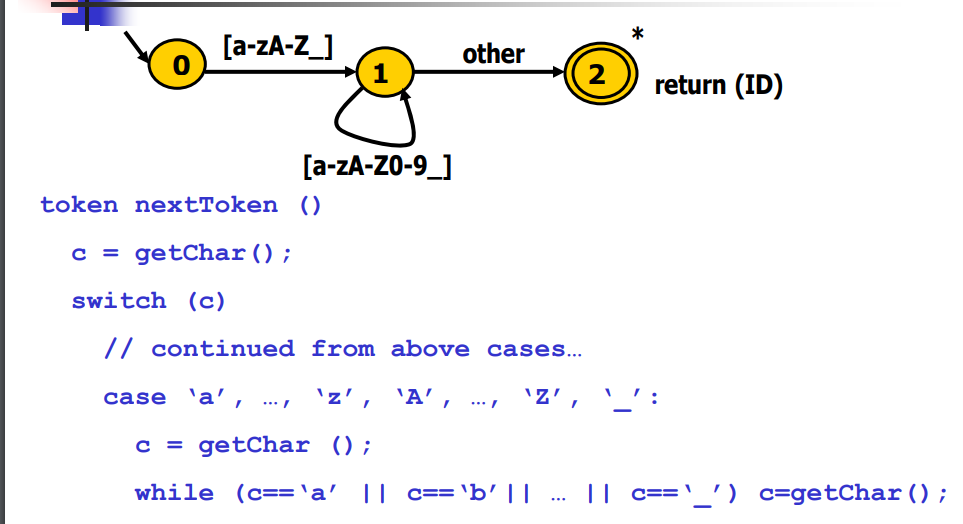 [a-zA-Z_]
other
*
0
1
2
return (ID)
[a-zA-Z0-9_]
token nextToken ()
c = getChar();
switch (c)
// continued from above cases…
case ‘a’, …, ‘z’, ‘A’, …, ‘Z’, ‘_’:
c = getChar ();
while (c==‘a’ || c==‘b’|| … || c==‘_’) c=getChar();